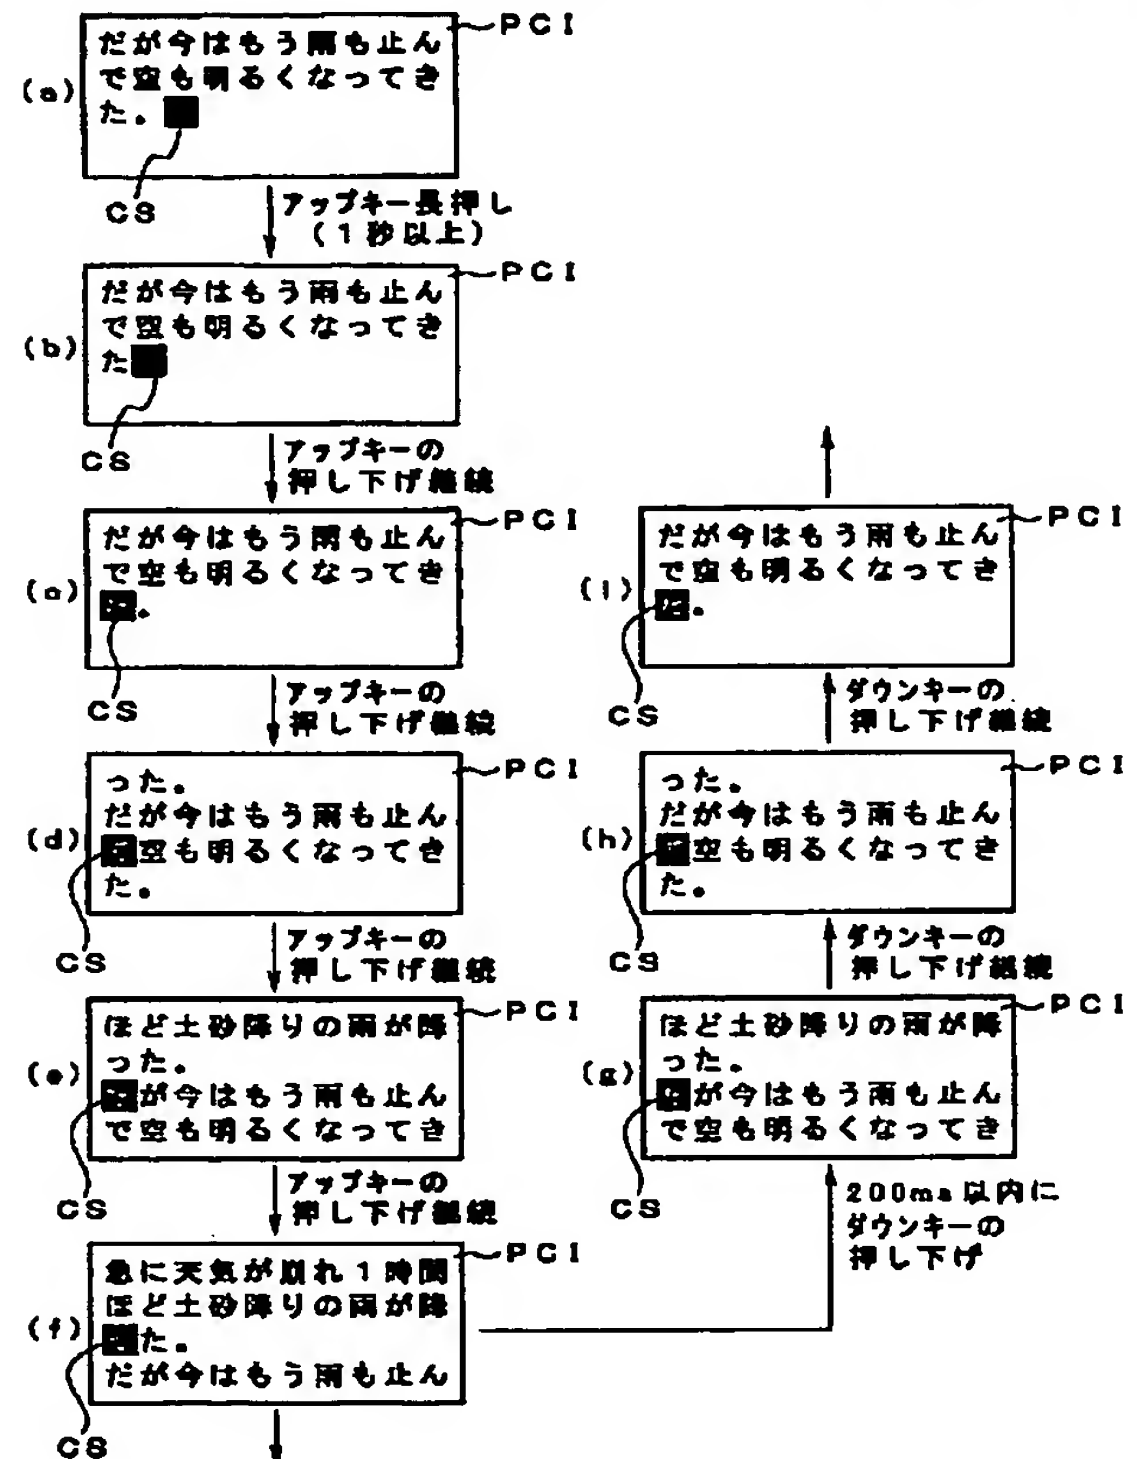 PCI
だが今はもう雨も止ん
で空も明るくなってき
た。
(a)
CS
アップキー長押し
(1秒以上)
PCI
だが今はもう雨も止ん
で空も明るくなってき
た
(b)
CS
アップキーの
押し下げ継続
PCI
だが今はもう雨も止ん
で空も明るくなってき
た。
(c)
CS
アップキーの
押し下げ継続
PCI
った。
だが今はもう雨も止ん
で空も明るくなってき
た。
(d)
CS
アップキーの
押し下げ継続
PCI
ほど土砂降りの雨が降
った。
だが今はもう雨も止ん
で空も明るくなってき
(e)
CS
アップキーの
押し下げ継続
PCI
急に天気が崩れ1時間
ほど土砂降りの雨が降
った。
だが今はもう雨も止ん
(f)
CS
200ms以内に
ダウンキーの
押し下げ
PCI
ほど土砂降りの雨が降
った。
だが今はもう雨も止ん
で空も明るくなってき
(g)
CS
ダウンキーの
押し下げ継続
PCI
った。
だが今はもう雨も止ん
で空も明るくなってき
た。
(h)
CS
ダウンキーの
押し下げ継続
PCI
だが今はもう雨も止ん
で空も明るくなってき
た。
(i)
CS